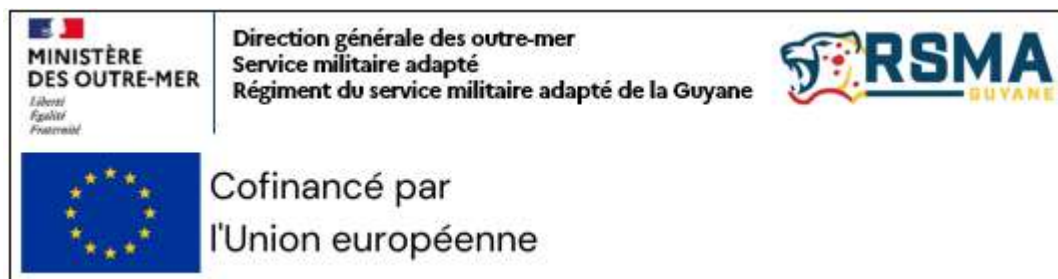 MINISTÈRE
DES OUTRE-MER
Liberté
Égalité
Fraternité
Direction générale des outre-mer
Service militaire adapté
Régiment du service militaire adapté de la Guyane
RSMA
GUYANE
Cofinancé par
l'Union européenne